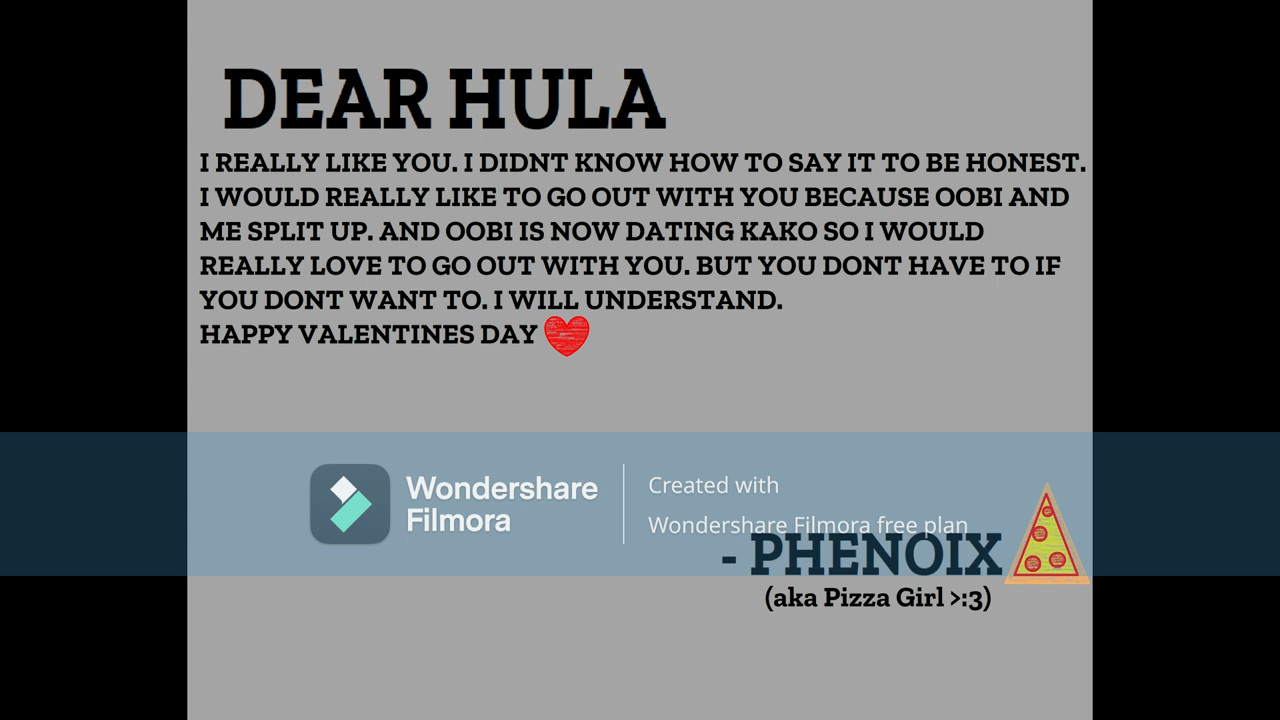 DEAR HULA
I REALLY LIKE YOU. I DIDNT KNOW HOW TO SAY IT TO BE HONEST.
I WOULD REALLY LIKE TO GO OUT WITH YOU BECAUSE OOBI AND
ME SPLIT UP. AND OOBI IS NOW DATING KAKO SO I WOULD
REALLY LOVE TO GO OUT WITH YOU. BUT YOU DONT HAVE TO IF
YOU DONT WANT TO. I WILL UNDERSTAND.
HAPPY VALENTINES DAY
Wondershare
Filmora
Created with
Wondershare Filmora free plan
- PHENOIX
(aka Pizza Girl >:3)